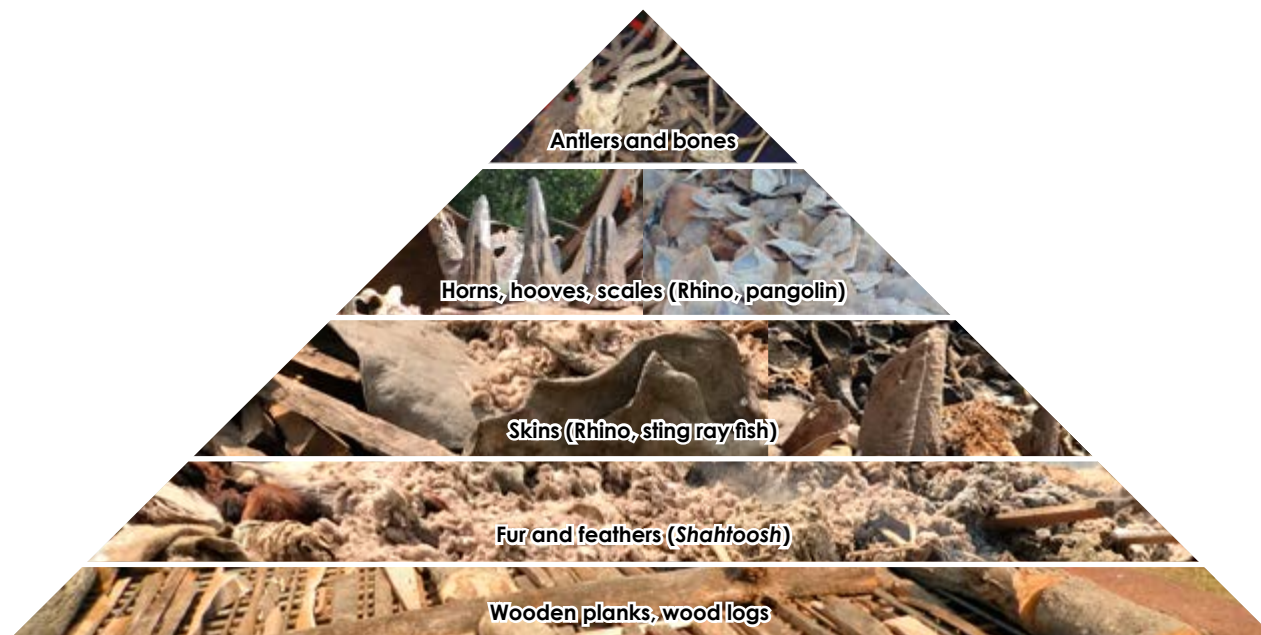 Antlers and bones
Horns, hooves, scales (Rhino, pangolin)
Skins (Rhino, sting ray fish)
Fur and feathers (Shahtoosh)
Wooden planks, wood logs